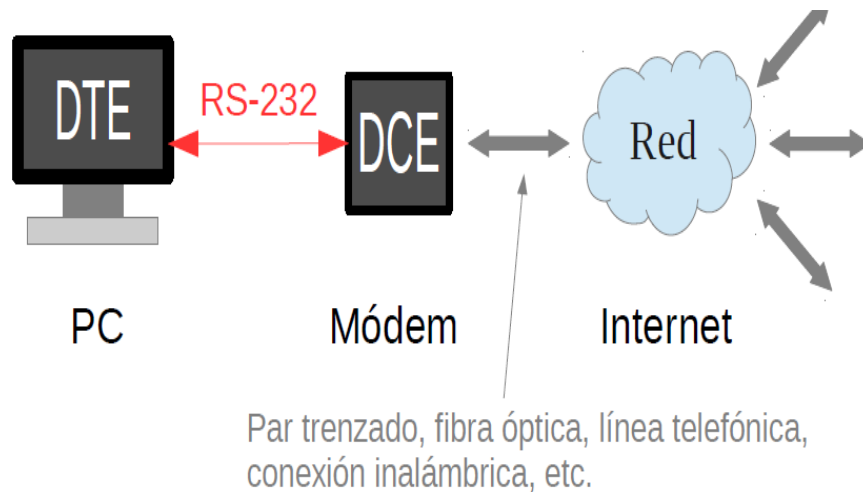 DTE
RS-232
DCE
Red
PC
Módem
Internet
Par trenzado, fibra óptica, línea telefónica,
conexión inalámbrica, etc.